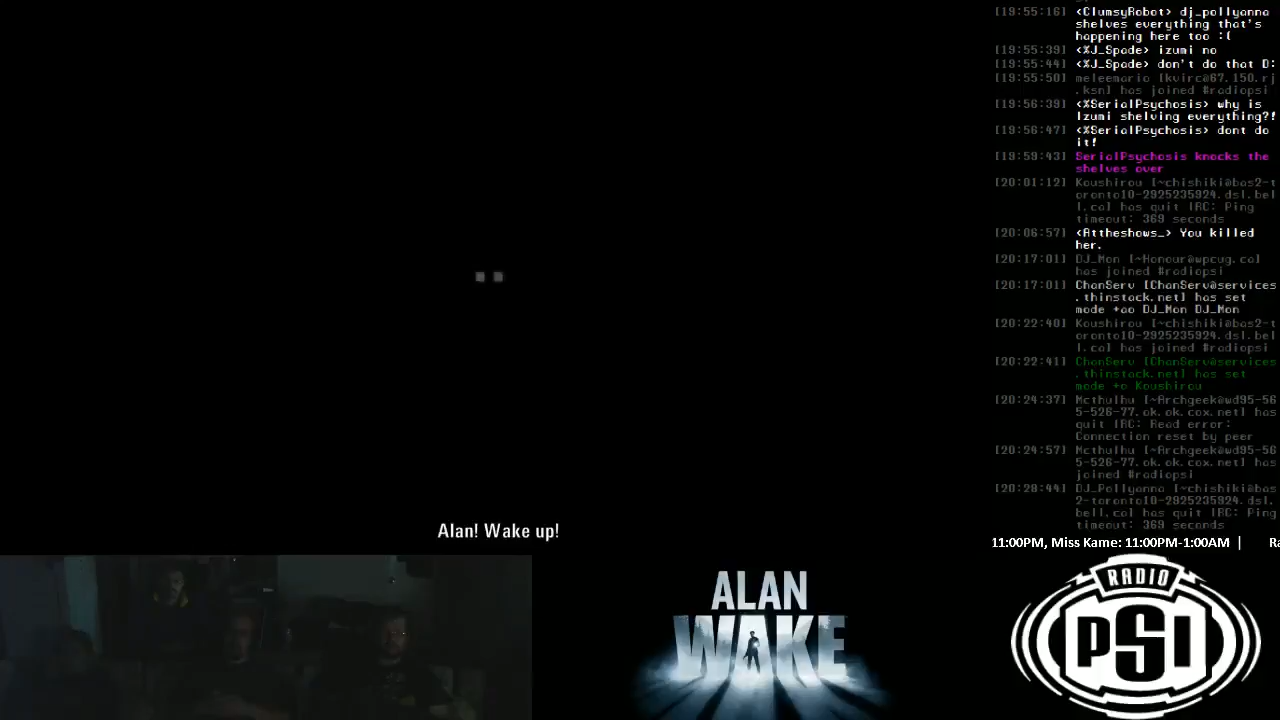 [19:55:16] <ClumsyRobot> dj_pollyanna
shelves everything that's
happening here too :(
[19:55:39] <%J_Spade> izumi no
[19:55:44] <%J_Spade> don't do that D:
[19:55:50] meleemario [kvirc@67.150.rj
.ksn] has joined #radiopsi
[19:56:39] <%SerialPsychosis> why is
Izumi shelving everything?!
[19:56:47] <%SerialPsychosis> dont do
it!
[19:59:43] SerialPsychosis knocks the
shelves over
[20:01:12] Koushirou [~chishiki@bas2-t
oronto10-2925235924.dsl.bel
l.ca] has quit IRC: Ping
timeout: 369 seconds
[20:06:57] <Attheshows_> You killed
her.
[20:17:01] DJ_Mon [~Honour@wpcug.ca]
has joined #radiopsi
[20:17:01] ChanServ [ChanServ@services
.thinstack.net] has set
mode +ao DJ_Mon DJ_Mon
[20:22:40] Koushirou [~chishiki@bas2-t
oronto10-2925235924.dsl.bel
l.ca] has joined #radiopsi
[20:22:41] ChanServ [ChanServ@services
.thinstack.net] has set
mode +o Koushirou
[20:24:37] Mcthulhu [~Archgeek@wd95-56
5-526-77.ok.ok.cox.net] has
quit IRC: Read error:
Connection reset by peer
[20:24:57] Mcthulhu [~Archgeek@wd95-56
5-526-77.ok.ok.cox.net] has
joined #radiopsi
[20:28:44] DJ_Pollyanna [~chishiki@bas
2-toronto10-2925235924.dsl.
bell.ca] has quit IRC: Ping
timeout: 369 seconds
Alan! Wake up!
11:00PM, Miss Kame: 11:00PM-1:00AM | Ra
ALAN
WAKE
RADIO
PSI